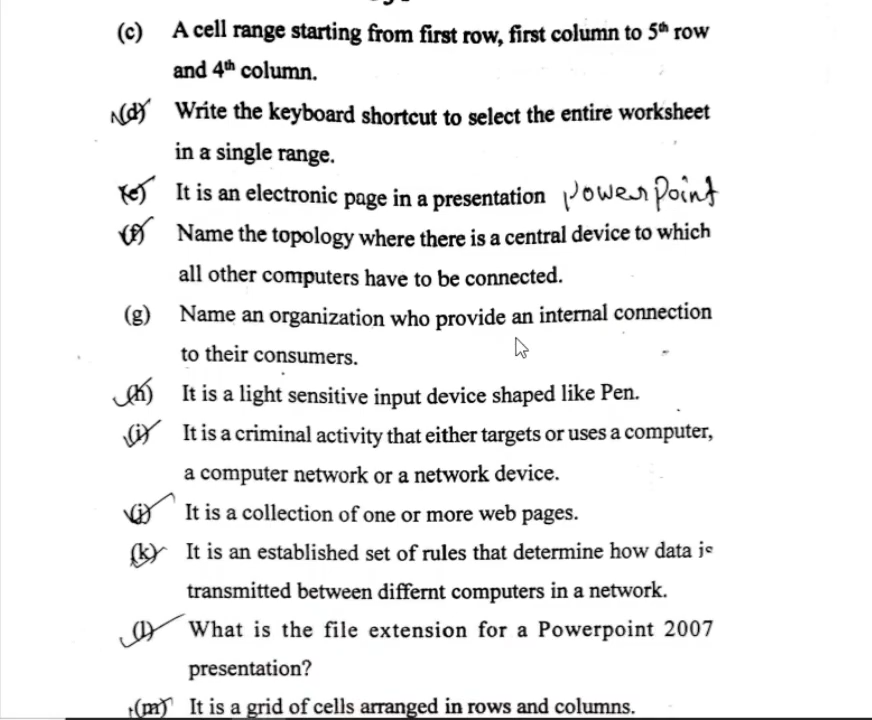 (c) A cell range starting from first row, first column to 5th row
and 4th column.
(d) Write the keyboard shortcut to select the entire worksheet
in a single range.
(e) It is an electronic page in a presentation PowerPoint
(f) Name the topology where there is a central device to which
all other computers have to be connected.
(g) Name an organization who provide an internal connection
to their consumers.
(h) It is a light sensitive input device shaped like Pen.
(i) It is a criminal activity that either targets or uses a computer,
a computer network or a network device.
(j) It is a collection of one or more web pages.
(k) It is an established set of rules that determine how data is
transmitted between differnt computers in a network.
(l) What is the file extension for a Powerpoint 2007
presentation?
(m) It is a grid of cells arranged in rows and columns.